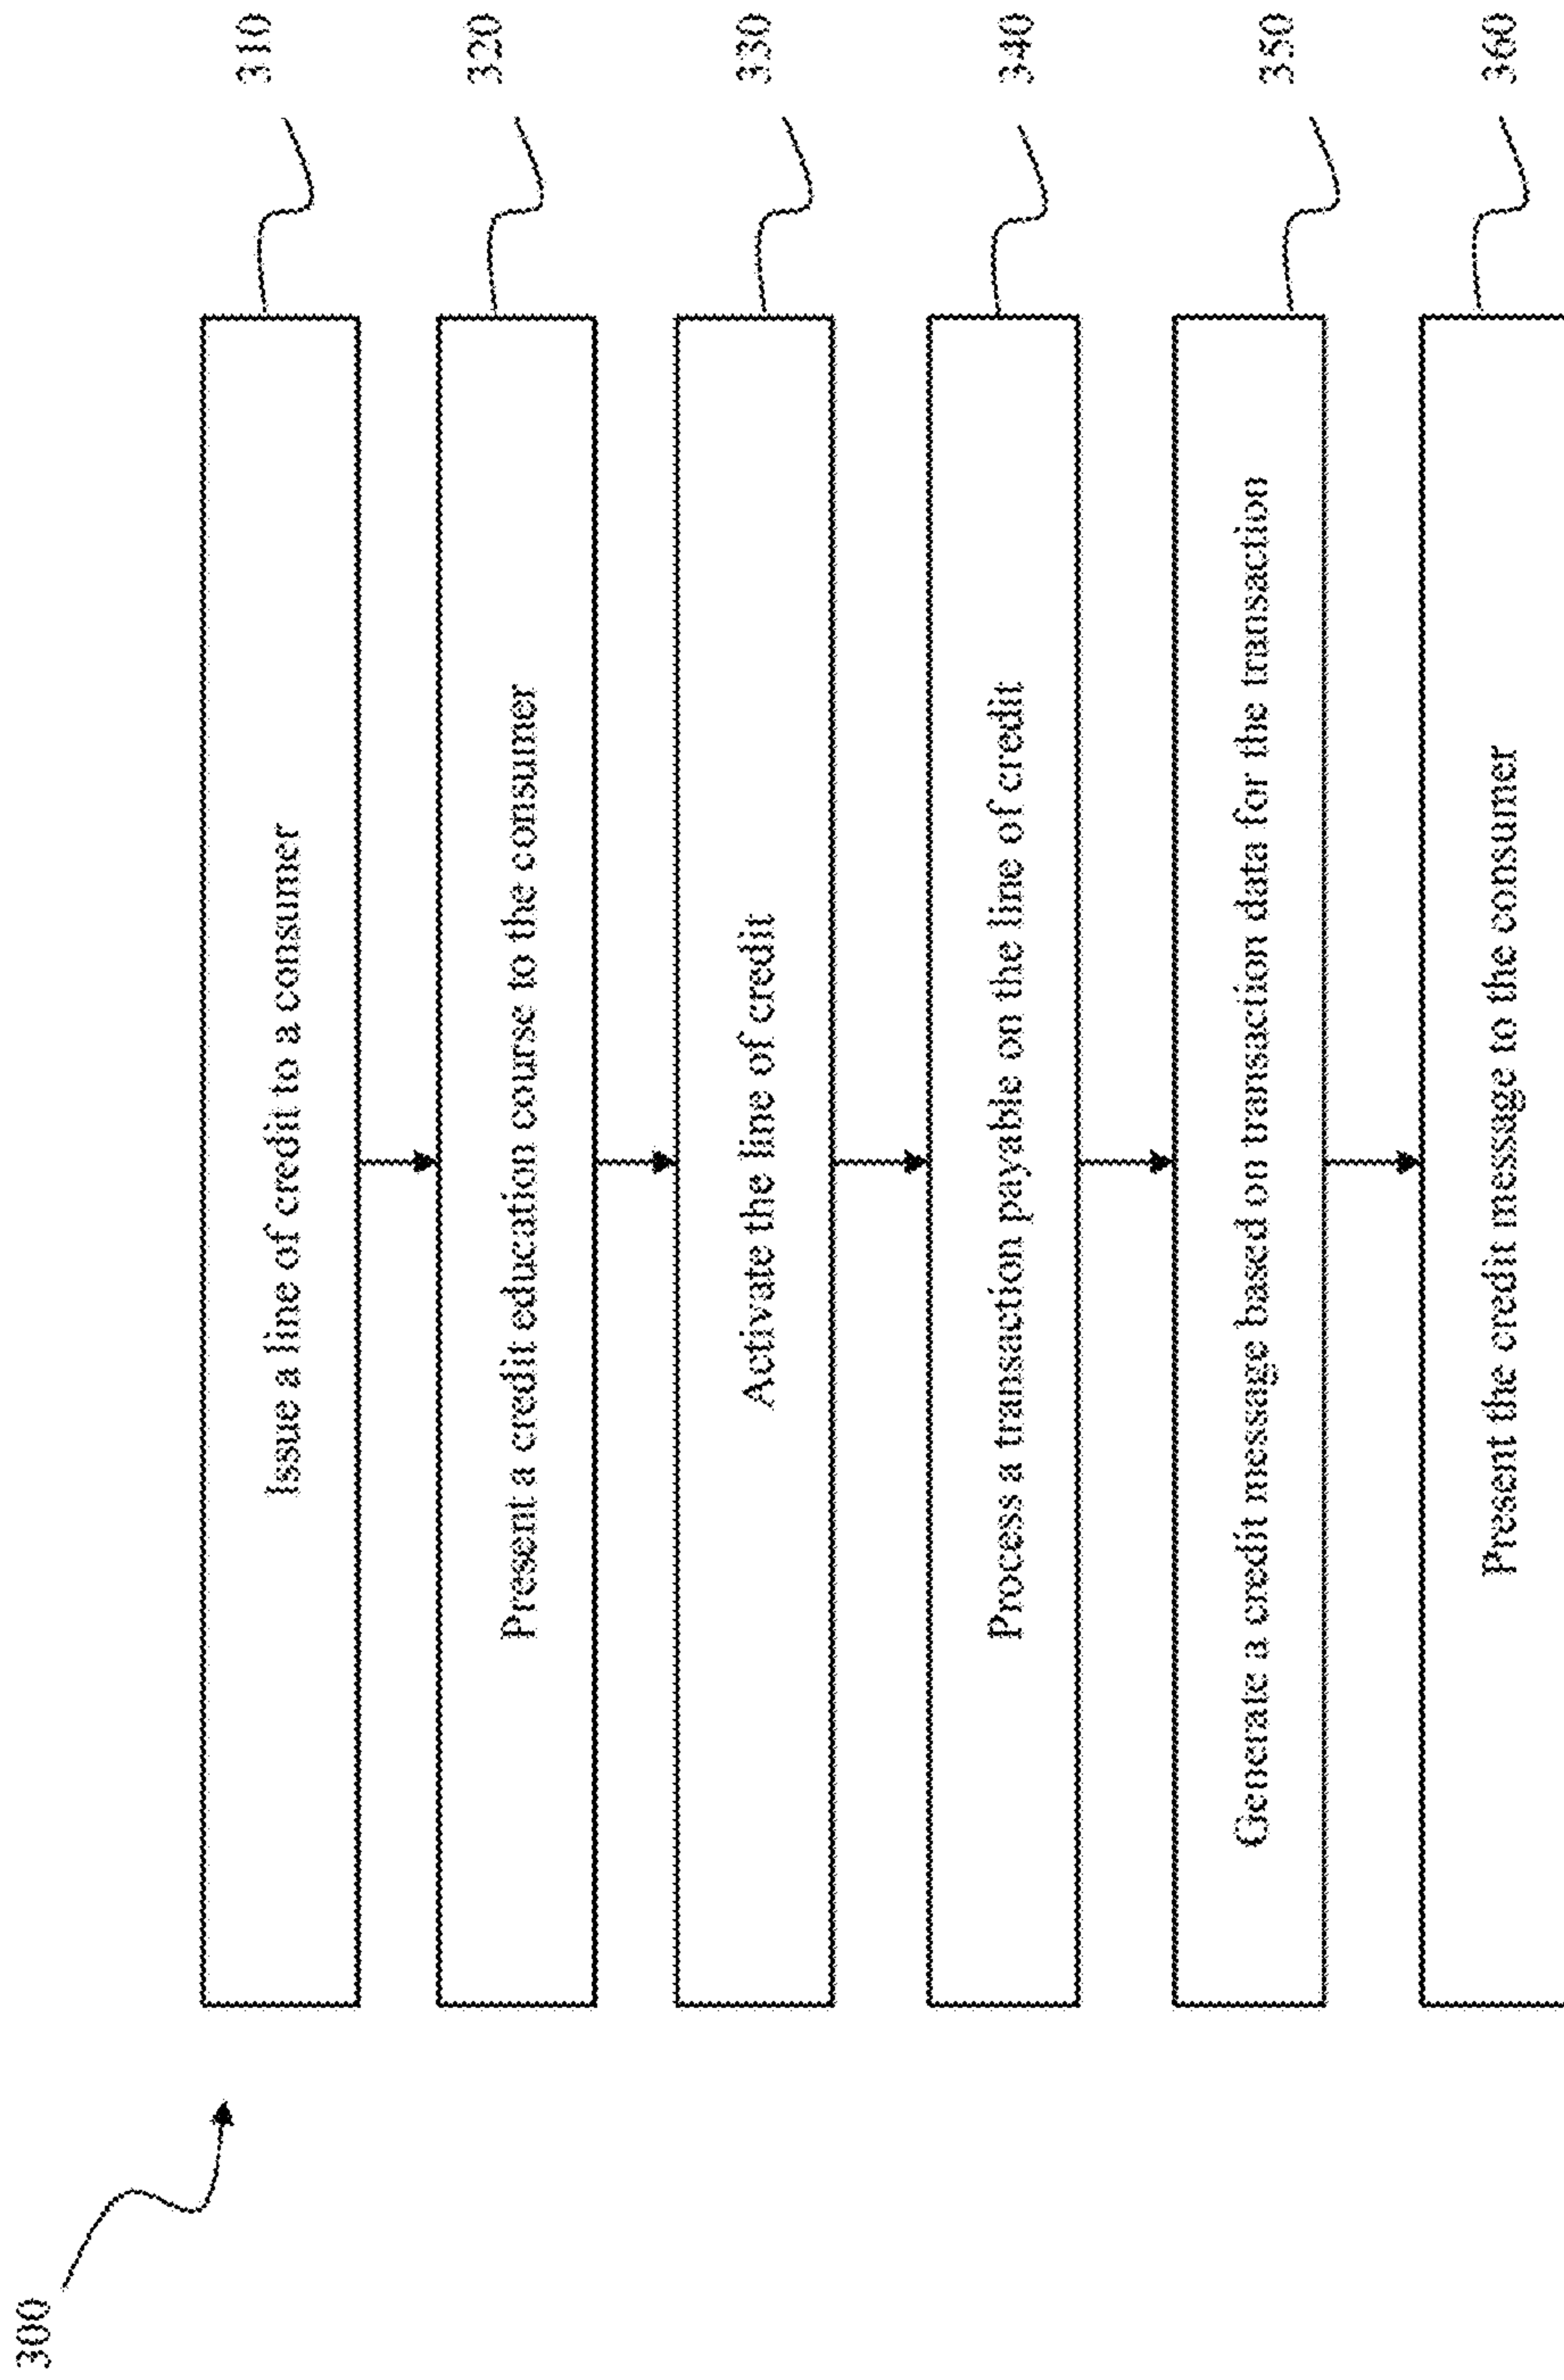 300
Issue a line of credit to a consumer
310
Present a credit education course to the consumer
320
Activate the line of credit
330
Process a transaction payable on the line of credit
340
Generate a credit message based on transaction data for the transaction
350
Present the credit message to the consumer
360